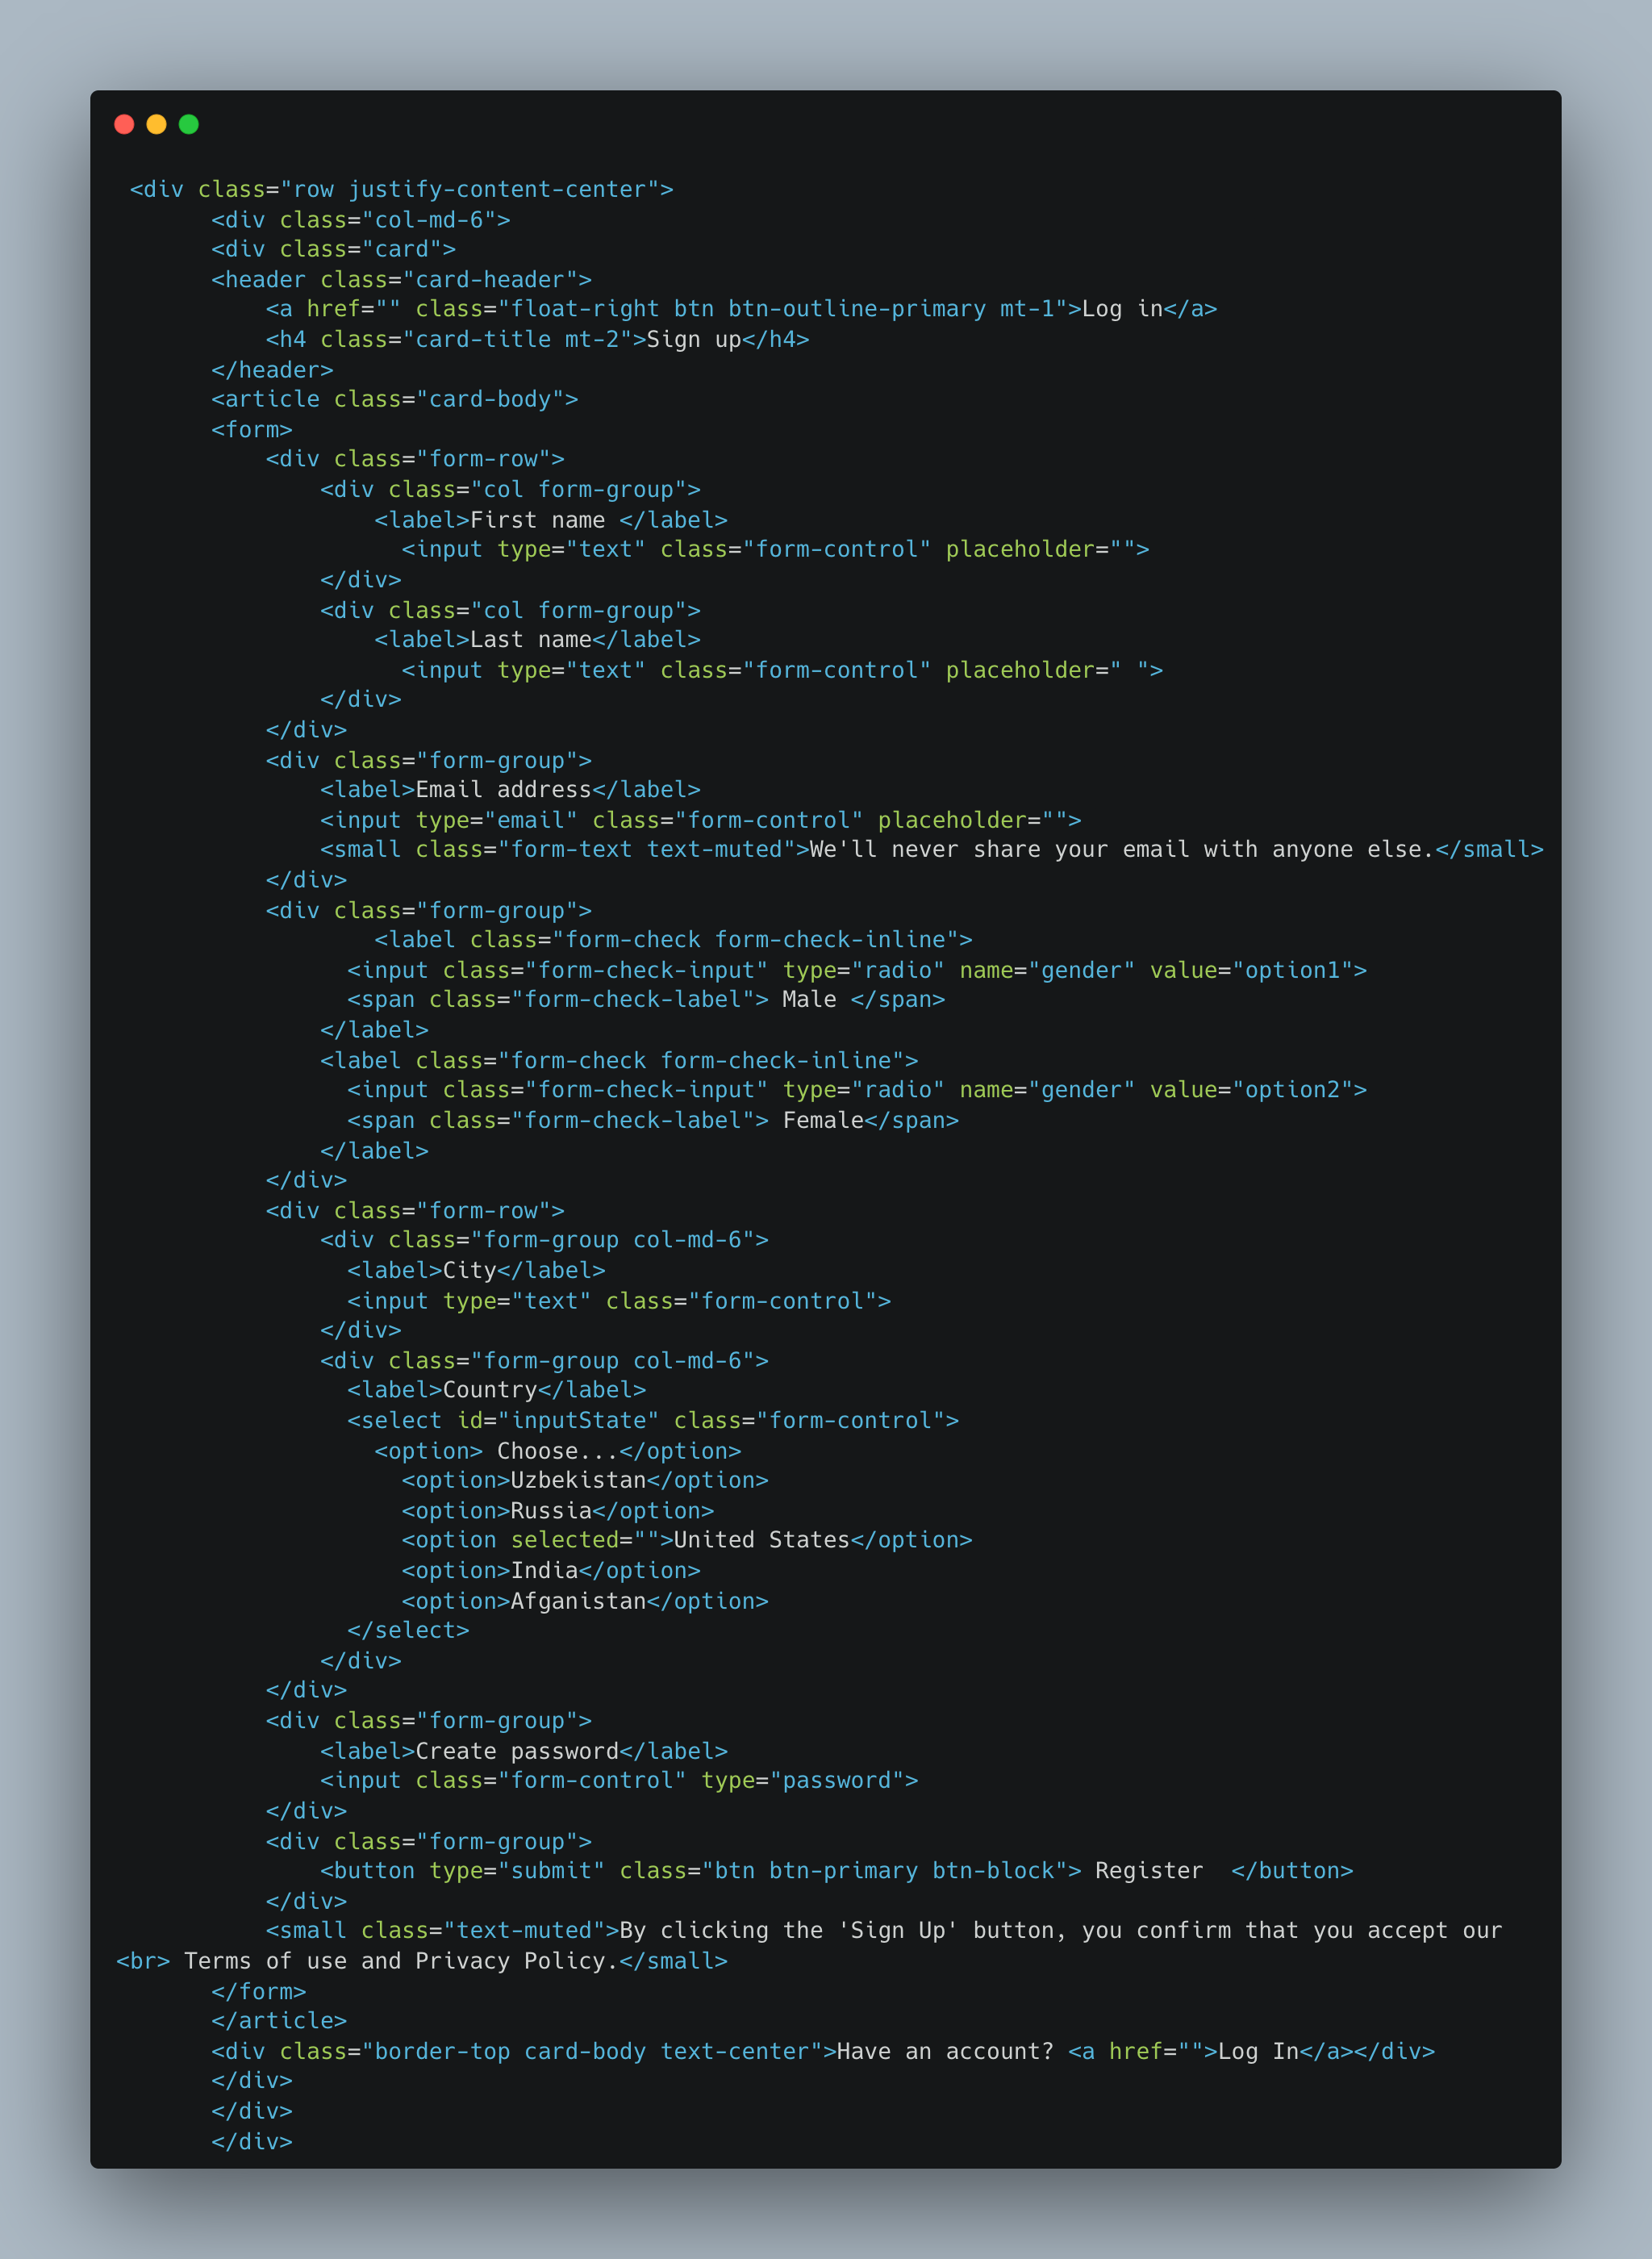 <div class="row justify-content-center">
<div class="col-md-6">
<div class="card">
<header class="card-header">
<a href="" class="float-right btn btn-outline-primary mt-1">Log in</a>
<h4 class="card-title mt-2">Sign up</h4>
</header>
<article class="card-body">
<form>
<div class="form-row">
<div class="col form-group">
<label>First name </label>
<input type="text" class="form-control" placeholder="">
</div>
<div class="col form-group">
<label>Last name</label>
<input type="text" class="form-control" placeholder=" ">
</div>
</div>
<div class="form-group">
<label>Email address</label>
<input type="email" class="form-control" placeholder="">
<small class="form-text text-muted">We'll never share your email with anyone else.</small>
</div>
<div class="form-group">
<label class="form-check form-check-inline">
<input class="form-check-input" type="radio" name="gender" value="option1">
<span class="form-check-label"> Male </span>
</label>
<label class="form-check form-check-inline">
<input class="form-check-input" type="radio" name="gender" value="option2">
<span class="form-check-label"> Female</span>
</label>
</div>
<div class="form-row">
<div class="form-group col-md-6">
<label>City</label>
<input type="text" class="form-control">
</div>
<div class="form-group col-md-6">
<label>Country</label>
<select id="inputState" class="form-control">
<option> Choose...</option>
<option>Uzbekistan</option>
<option>Russia</option>
<option selected="">United States</option>
<option>India</option>
<option>Afganistan</option>
</select>
</div>
</div>
<div class="form-group">
<label>Create password</label>
<input class="form-control" type="password">
</div>
<div class="form-group">
<button type="submit" class="btn btn-primary btn-block"> Register  </button>
</div>
<small class="text-muted">By clicking the 'Sign Up' button, you confirm that you accept our
<br> Terms of use and Privacy Policy.</small>
</form>
</article>
<div class="border-top card-body text-center">Have an account? <a href="">Log In</a></div>
</div>
</div>
</div>